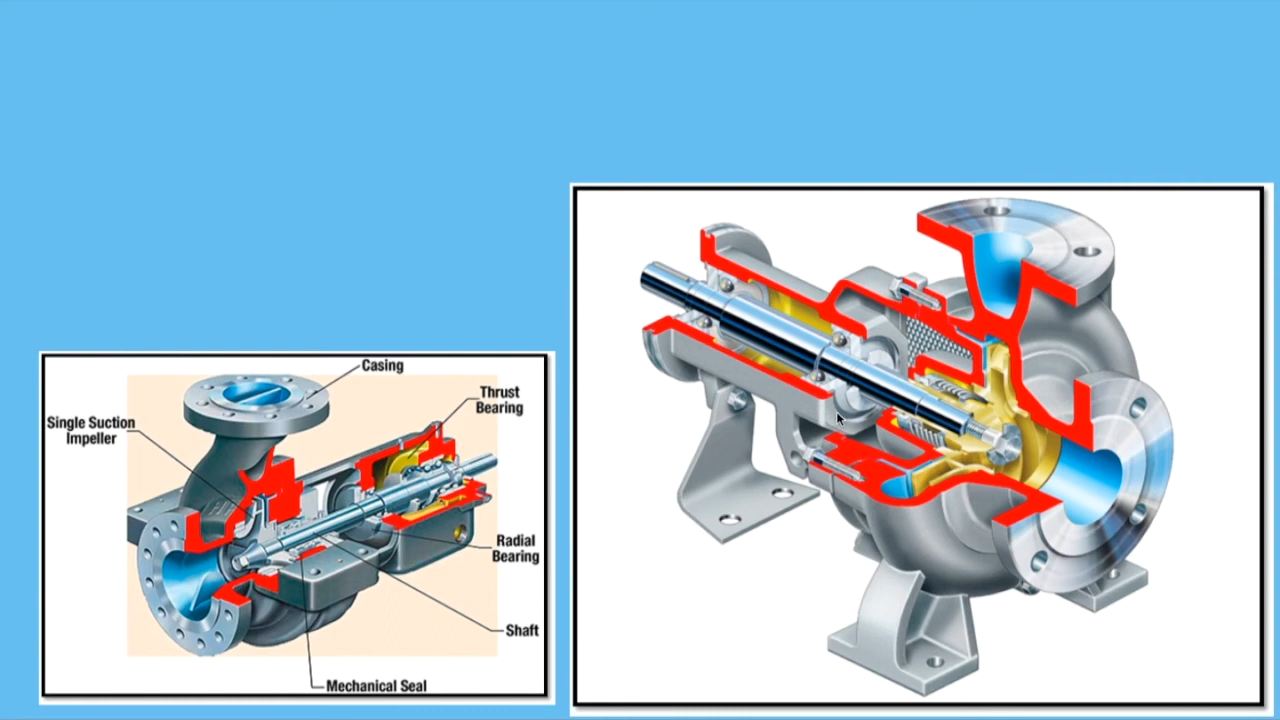 Casing
Thrust
Bearing
Single Suction
Impeller
Radial
Bearing
Shaft
Mechanical Seal